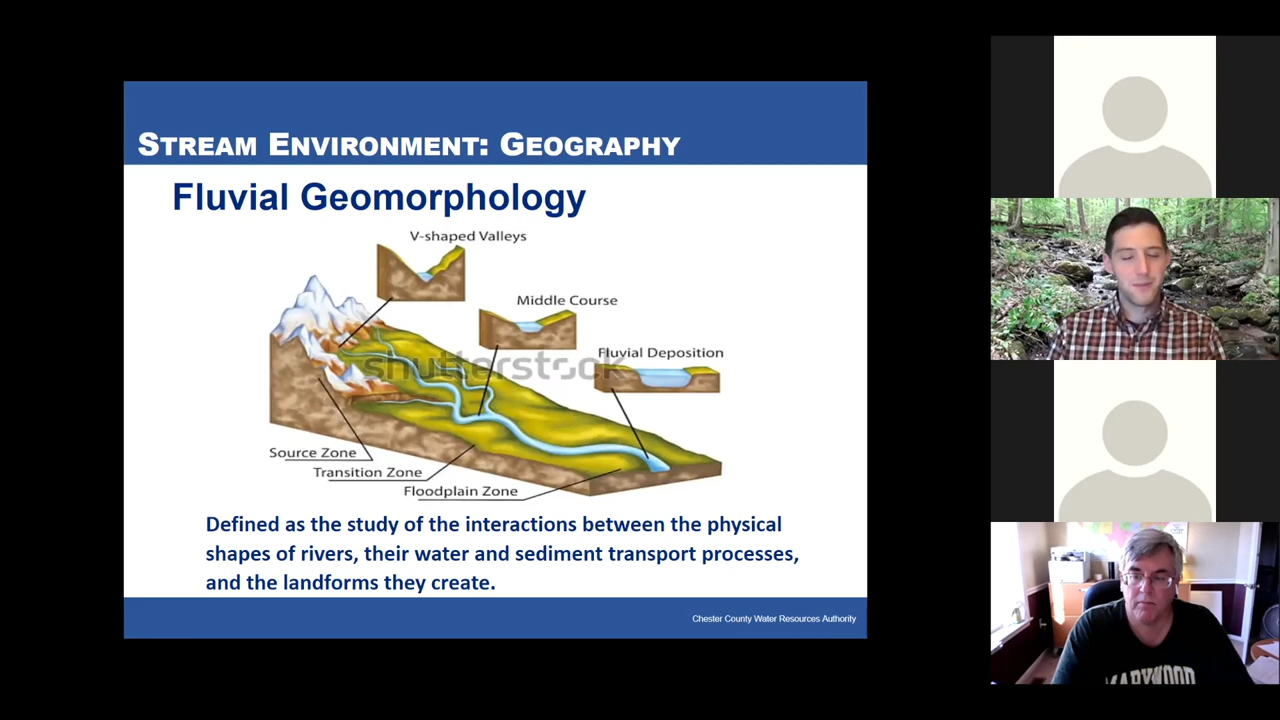 STREAM ENVIRONMENT: GEOGRAPHY
Fluvial Geomorphology
V-shaped Valleys
Middle Course
Fluvial Deposition
shutterstock
Source Zone
Transition Zone
Floodplain Zone
Defined as the study of the interactions between the physical
shapes of rivers, their water and sediment transport processes,
and the landforms they create.
Chester County Water Resources Authority
MARYWOOD